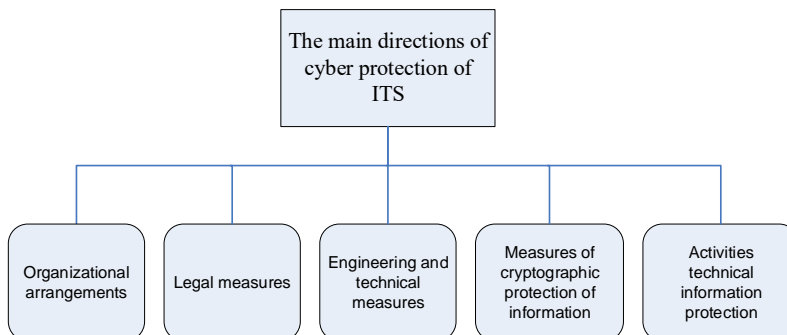 The main directions of
cyber protection of
ITS
Organizational
arrangements
Legal measures
Engineering and
technical
measures
Measures of
cryptographic
protection of
information
Activities
technical
information
protection